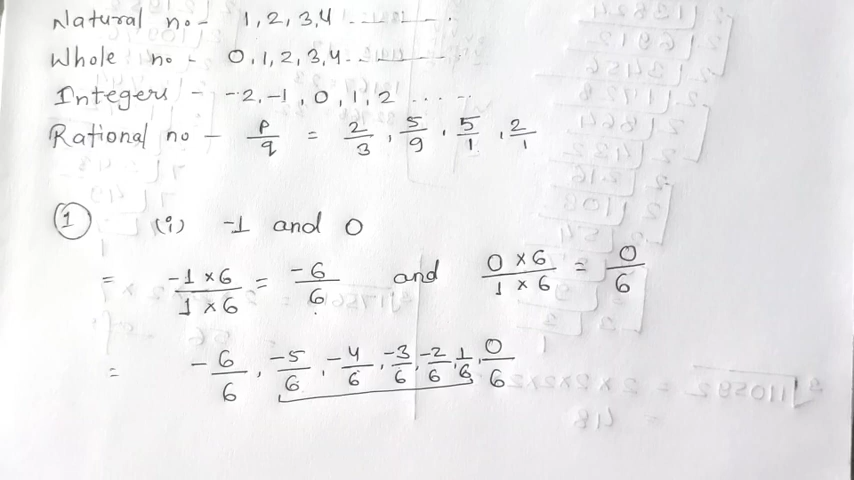 Natural no - 1, 2, 3, 4 ...........
Whole no - 0, 1, 2, 3, 4 ...........
Integers - -2, -1, 0, 1, 2 ......
Rational no - p/q = 2/3, 5/9, 5/1, 2/1
① (i) -1 and 0
= -1 × 6/1 × 6 = -6/6 and 0 × 6/1 × 6 = 0/6
= -6/6, -5/6, -4/6, -3/6, -2/6, 1/6, 0/6